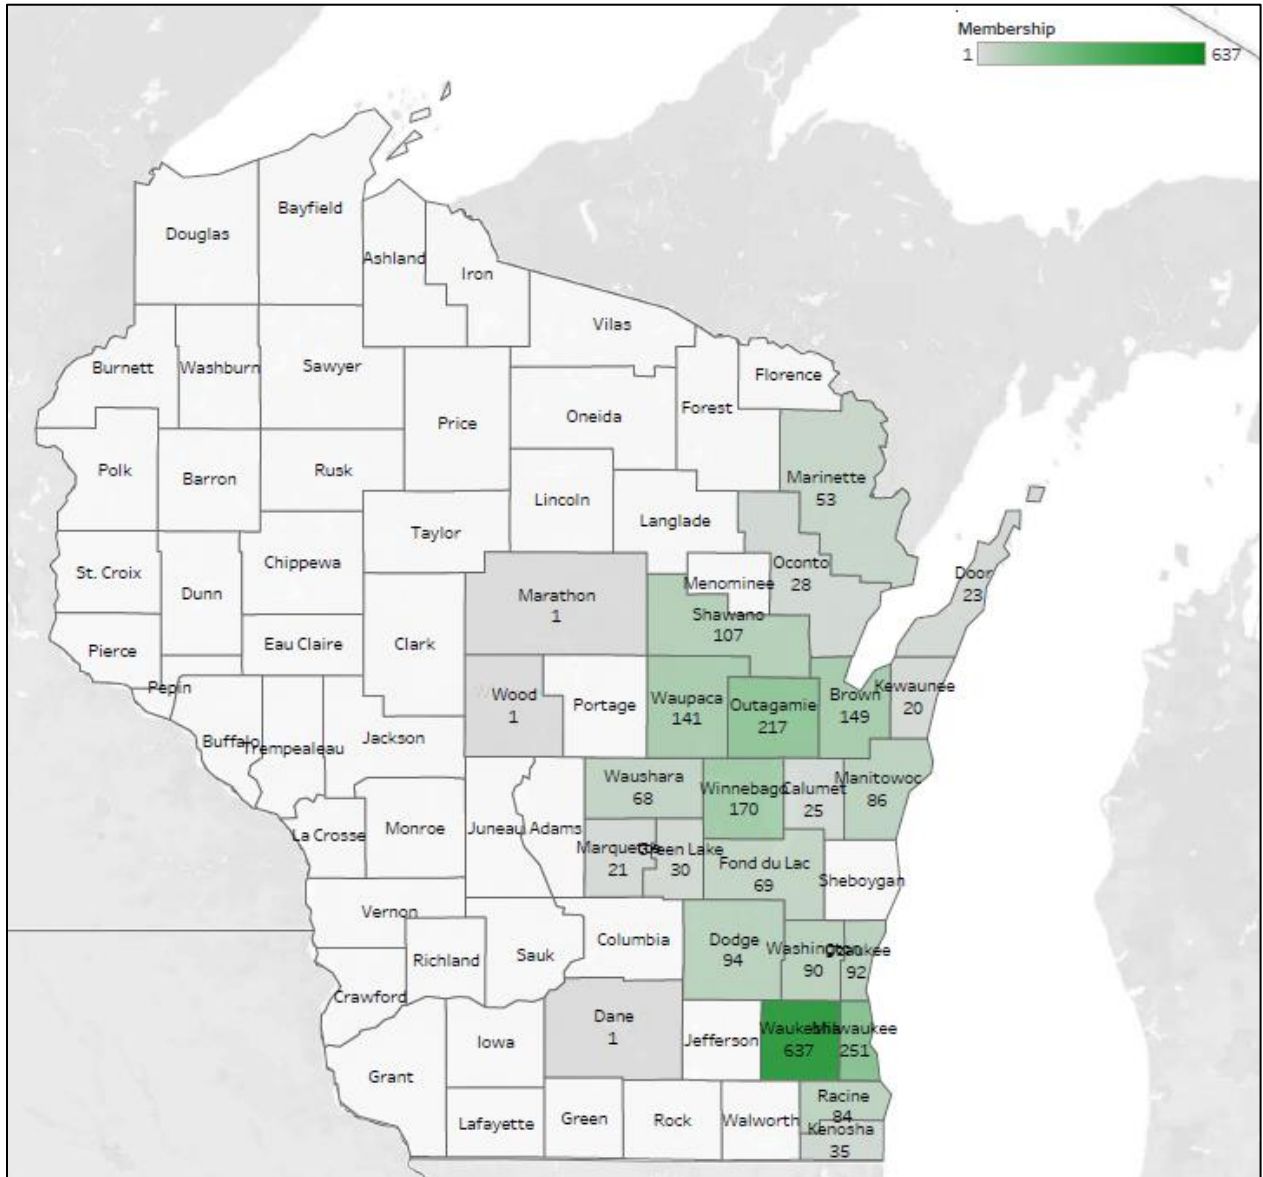 Membership
1 637
Bayfield
Douglas
Ashland
Iron
Vilas
Burnett
Washburn
Sawyer
Florence
Forest
Oneida
Price
Polk
Barron
Rusk
Marinette
53
Lincoln
Langlade
Taylor
Chippewa
St. Croix
Dunn
Oconto
28
Menominee
Door
23
Marathon
1
Shawano
107
Eau Claire
Clark
Pierce
Pepin
Wood
1
Portage
Waupaca
141
Outagamie
217
Brown
149
Kewaunee
20
Buffalo
Trempealeau
Jackson
Waushara
68
Winnebago
170
Calumet
25
Manitowoc
86
La Crosse
Monroe
Juneau
Adams
Marquette
21
Green Lake
30
Fond du Lac
69
Sheboygan
Vernon
Richland
Sauk
Columbia
Dodge
94
Washington
90
Ozaukee
92
Crawford
Dane
1
Iowa
Jefferson
Waukesha
637
Milwaukee
251
Grant
Lafayette
Green
Rock
Walworth
Racine
84
Kenosha
35